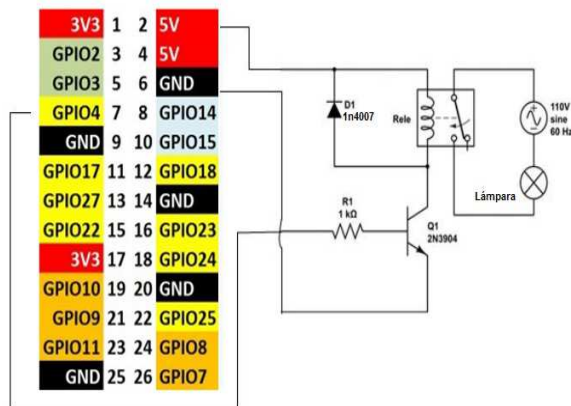 3V3 1 2 5V
GPIO2 3 4 5V
GPIO3 5 6 GND
GPIO4 7 8 GPIO14
GND 9 10 GPIO15
GPIO17 11 12 GPIO18
GPIO27 13 14 GND
GPIO22 15 16 GPIO23
3V3 17 18 GPIO24
GPIO10 19 20 GND
GPIO9 21 22 GPIO25
GPIO11 23 24 GPIO8
GND 25 26 GPIO7
D1
1n4007
Rele
110V
sine
60 Hz
Lámpara
R1
1 kΩ
Q1
2N3904